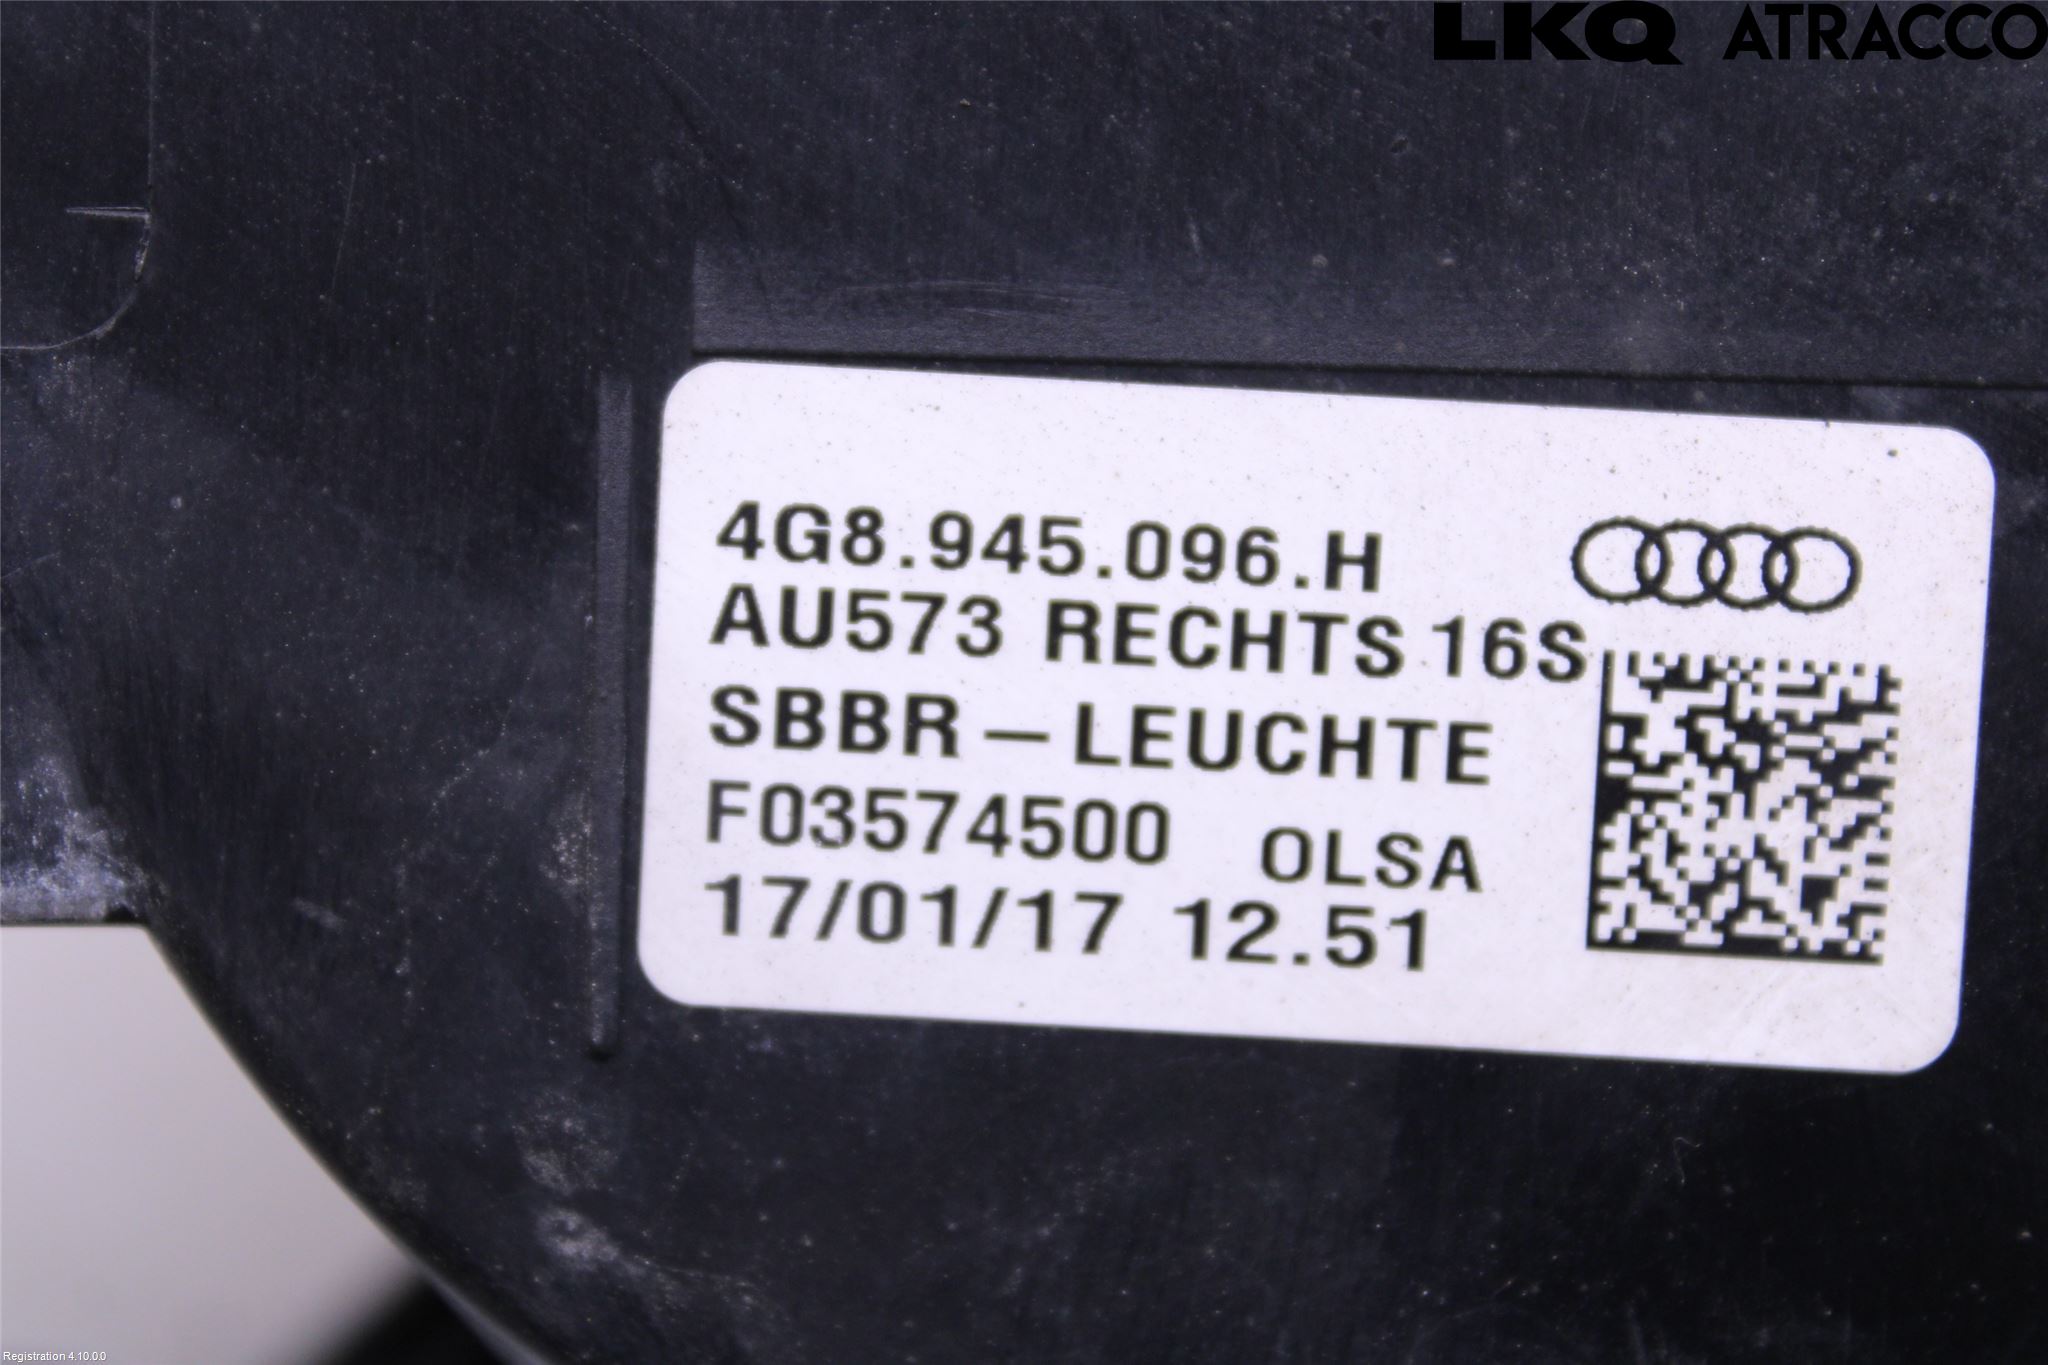 LKQ ATRACCO
4G8.945.096.H
AU573 RECHTS 16S
SBBR-LEUCHTE
F03574500 OLSA
17/01/17 12.51
Registration 4.10.0.0